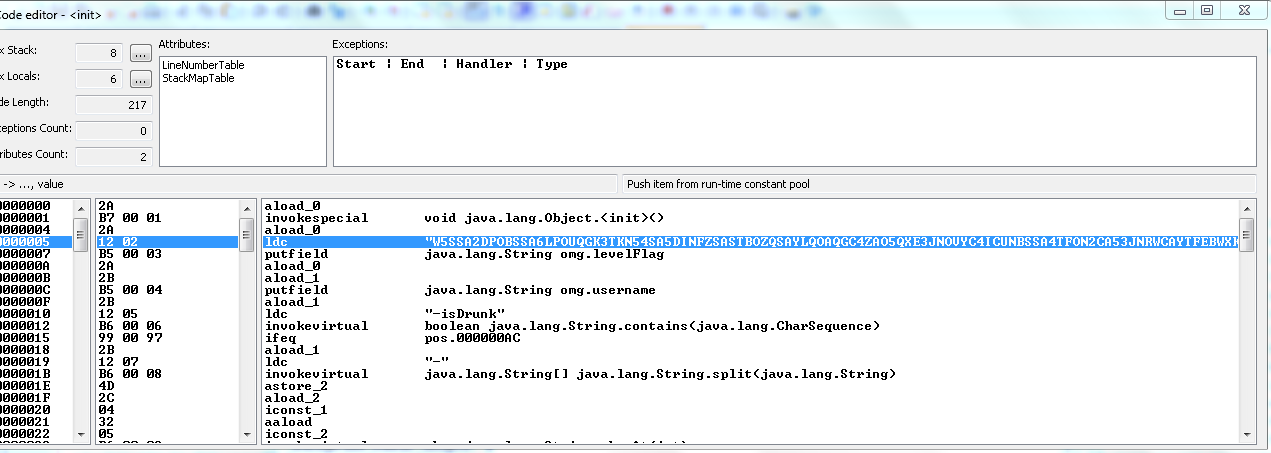 Code editor - <init>
x Stack:
8
...
x Locals:
6
...
de Length:
217
ceptions Count:
0
ributes Count:
2
Attributes:
LineNumberTable
StackMapTable
Exceptions:
Start ¦ End ¦ Handler ¦ Type
-> ..., value
Push item from run-time constant pool
0000000 2A aload_0
0000001 B7 00 01 invokespecial void java.lang.Object.<init>()
0000004 2A aload_0
0000005 12 02 ldc
0000007 B5 00 03 putfield java.lang.String omg.levelFlag
000000A 2A aload_0
000000B 2B aload_1
000000C B5 00 04 putfield java.lang.String omg.username
000000F 2B aload_1
0000010 12 05 ldc "-isDrunk"
0000012 B6 00 06 invokevirtual boolean java.lang.String.contains(java.lang.CharSequence)
0000015 99 00 97 ifeq pos.000000AC
0000018 2B aload_1
0000019 12 07 ldc "-"
000001B B6 00 08 invokevirtual java.lang.String[] java.lang.String.split(java.lang.String)
000001E 4D astore_2
000001F 2C aload_2
0000020 04 iconst_1
0000021 32 aaload
0000022 05 iconst_2